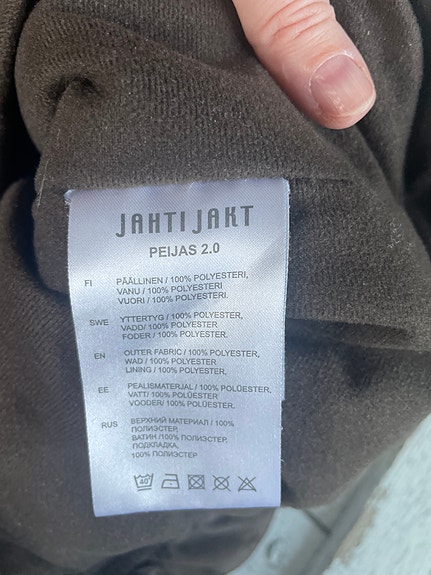 JAHTI JAKT
PEIJAS 2.0
FI PÄÄLLINEN / 100% POLYESTERI,
VANU / 100% POLYESTERI
VUORI / 100% POLYESTERI.
SWE YTTERTYG / 100% POLYESTER,
VADD/ 100% POLYESTER
FODER / 100% POLYESTER,
EN OUTER FABRIC / 100% POLYESTER,
WAD / 100% POLYESTER
LINING / 100% POLYESTER,
EE PEALISMATERJAL / 100% POLÜESTER,
VATT/ 100% POLÜESTER
VOODER/ 100% POLÜESTER.
RUS ВЕРХНИЙ МАТЕРИАЛ / 100%
ПОЛИЭСТЕР,
ВАТИН /100% ПОЛИЭСТЕР,
ПОДКЛАДКА,
100% ПОЛИЭСТЕР
40°